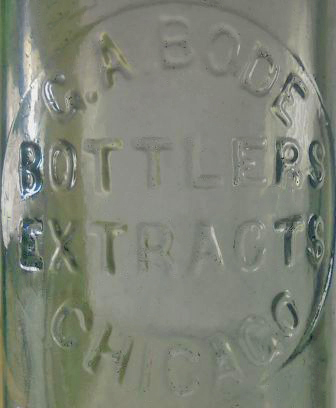 G.A. BODE
BOTTLERS
EXTRACTS
CHICAGO